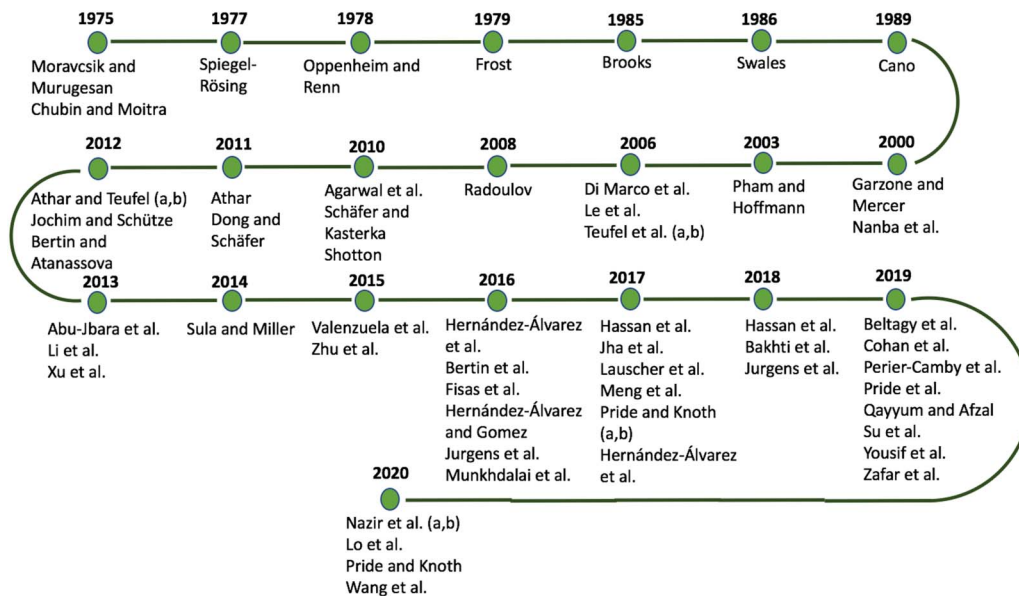 1975
Moravcsik and
Murugesan
Chubin and Moitra
1977
Spiegel-
Rösing
1978
Oppenheim and
Renn
1979
Frost
1985
Brooks
1986
Swales
1989
Cano
2012
Athar and Teufel (a,b)
Jochim and Schütze
Bertin and
Atanassova
2011
Athar
Dong and
Schäfer
2010
Agarwal et al.
Schäfer and
Kasterka
Shotton
2008
Radoulov
2006
Di Marco et al.
Le et al.
Teufel et al. (a,b)
2003
Pham and
Hoffmann
2000
Garzone and
Mercer
Nanba et al.
2013
Abu-Jbara et al.
Li et al.
Xu et al.
2014
Sula and Miller
2015
Valenzuela et al.
Zhu et al.
2016
Hernández-Álvarez
et al.
Bertin et al.
Fisas et al.
Hernández-Álvarez
and Gomez
Jurgens et al.
Munkhdalai et al.
2017
Hassan et al.
Jha et al.
Lauscher et al.
Meng et al.
Pride and Knoth
(a,b)
Hernández-Álvarez
et al.
2018
Hassan et al.
Bakhti et al.
Jurgens et al.
2019
Beltagy et al.
Cohan et al.
Perier-Camby et al.
Pride et al.
Qayyum and Afzal
Su et al.
Yousif et al.
Zafar et al.
2020
Nazir et al. (a,b)
Lo et al.
Pride and Knoth
Wang et al.